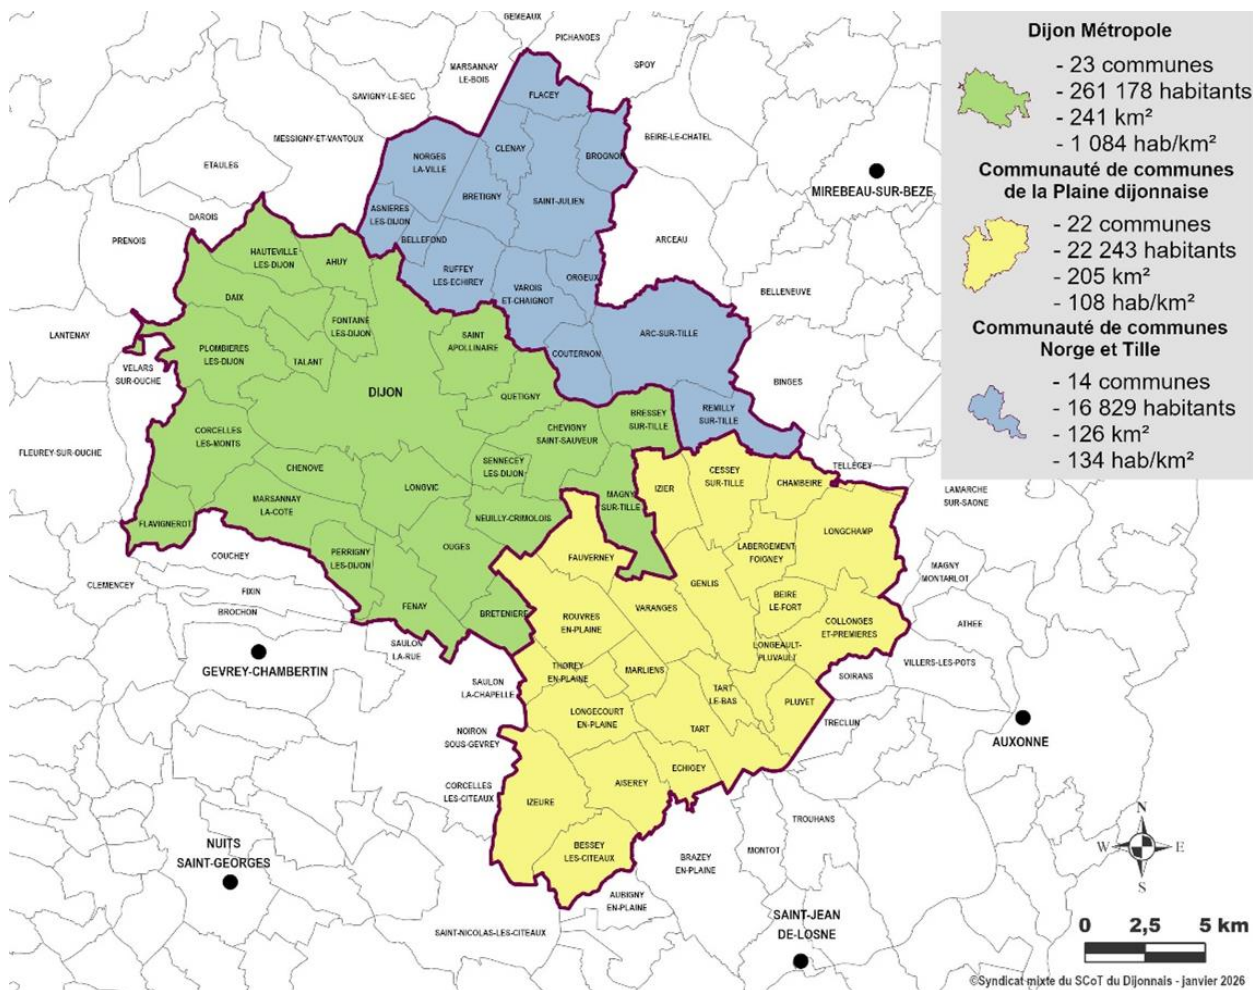 GEMEAUX
PICHANGES
MARSANNAY
LE-BOIS
SPOY
SAVIGNY-LE-SEC
FLACEY
MESSIGNY-ET-VANTOUX
BEIRE-LE-CHATEL
NORGES
LA-VILLE
CLENAY
BROGNON
ETAULES
MIREBEAU-SUR-BEZE
BRETIGNY
SAINT-JULIEN
ASNIERES
LES-DIJON
DAROIS
PRENOIS
BELLEFOND
ARCEAU
HAUTEVILLE
LES-DIJON
AHUY
RUFFEY
LES-ECHIREY
ORGEUX
VAROIS
ET-CHAIGNOT
BELLENEUVE
DAIX
FONTAINE
LES-DIJON
LANTENAY
SAINT
APOLLINAIRE
ARC-SUR-TILLE
PLOMBIERES
LES-DIJON
TALANT
COUTERNON
VELARS
SUR-OUCHE
DIJON
BINGES
QUETIGNY
BRESSEY
SUR-TILLE
REMILLY
SUR-TILLE
CORCELLES
LES-MONTS
CHEVIGNY
SAINT-SAUVEUR
FLEUREY-SUR-OUCHE
CHENOVE
SENNECEY
LES-DIJON
TELLEGEY
LONGVIC
IZIER
CESSEY
SUR-TILLE
CHAMBEIRE
LAMARCHE
SUR-SAONE
MARSANNAY
LA-COTE
MAGNY
SUR-TILLE
FLAVIGNEROT
NEUILLY-CRIMOLOIS
LONGCHAMP
COUCHEY
PERRIGNY
LES-DIJON
OUGES
FAUVERNEY
LABERGEMENT
FOIGNEY
MAGNY
MONTARLOT
CLEMENCEY
GENLIS
FIXIN
BEIRE
LE-FORT
BROCHON
FENAY
BRETENIERE
VARANGES
ROUVRES
EN-PLAINE
COLLONGES
ET-PREMIERES
ATHEE
SAULON
LA-RUE
LONGEAULT-
PLUVAULT
GEVREY-CHAMBERTIN
VILLERS-LES-POTS
THOREY
EN-PLAINE
MARLIENS
SOIRANS
SAULON
LA-CHAPELLE
TART
LE-BAS
PLUVET
LONGECOURT
EN-PLAINE
TRECLUN
NOIRON
SOUS-GEVREY
TART
AUXONNE
ECHIGEY
CORCELLES
LES-CITEAUX
AISEREY
IZEURE
TROUHANS
NUITS
SAINT-GEORGES
BESSEY
LES-CITEAUX
MONTOT
BRAZEY
EN-PLAINE
AUBIGNY
EN-PLAINE
SAINT-JEAN
DE-LOSNE
SAINT-NICOLAS-LES-CITEAUX
Dijon Métropole
- 23 communes
- 261 178 habitants
- 241 km²
- 1 084 hab/km²
Communauté de communes
de la Plaine dijonnaise
- 22 communes
- 22 243 habitants
- 205 km²
- 108 hab/km²
Communauté de communes
Norge et Tille
- 14 communes
- 16 829 habitants
- 126 km²
- 134 hab/km²
N
W E
S
0 2,5 5 km
©Syndicat mixte du SCoT du Dijonnais - janvier 2026